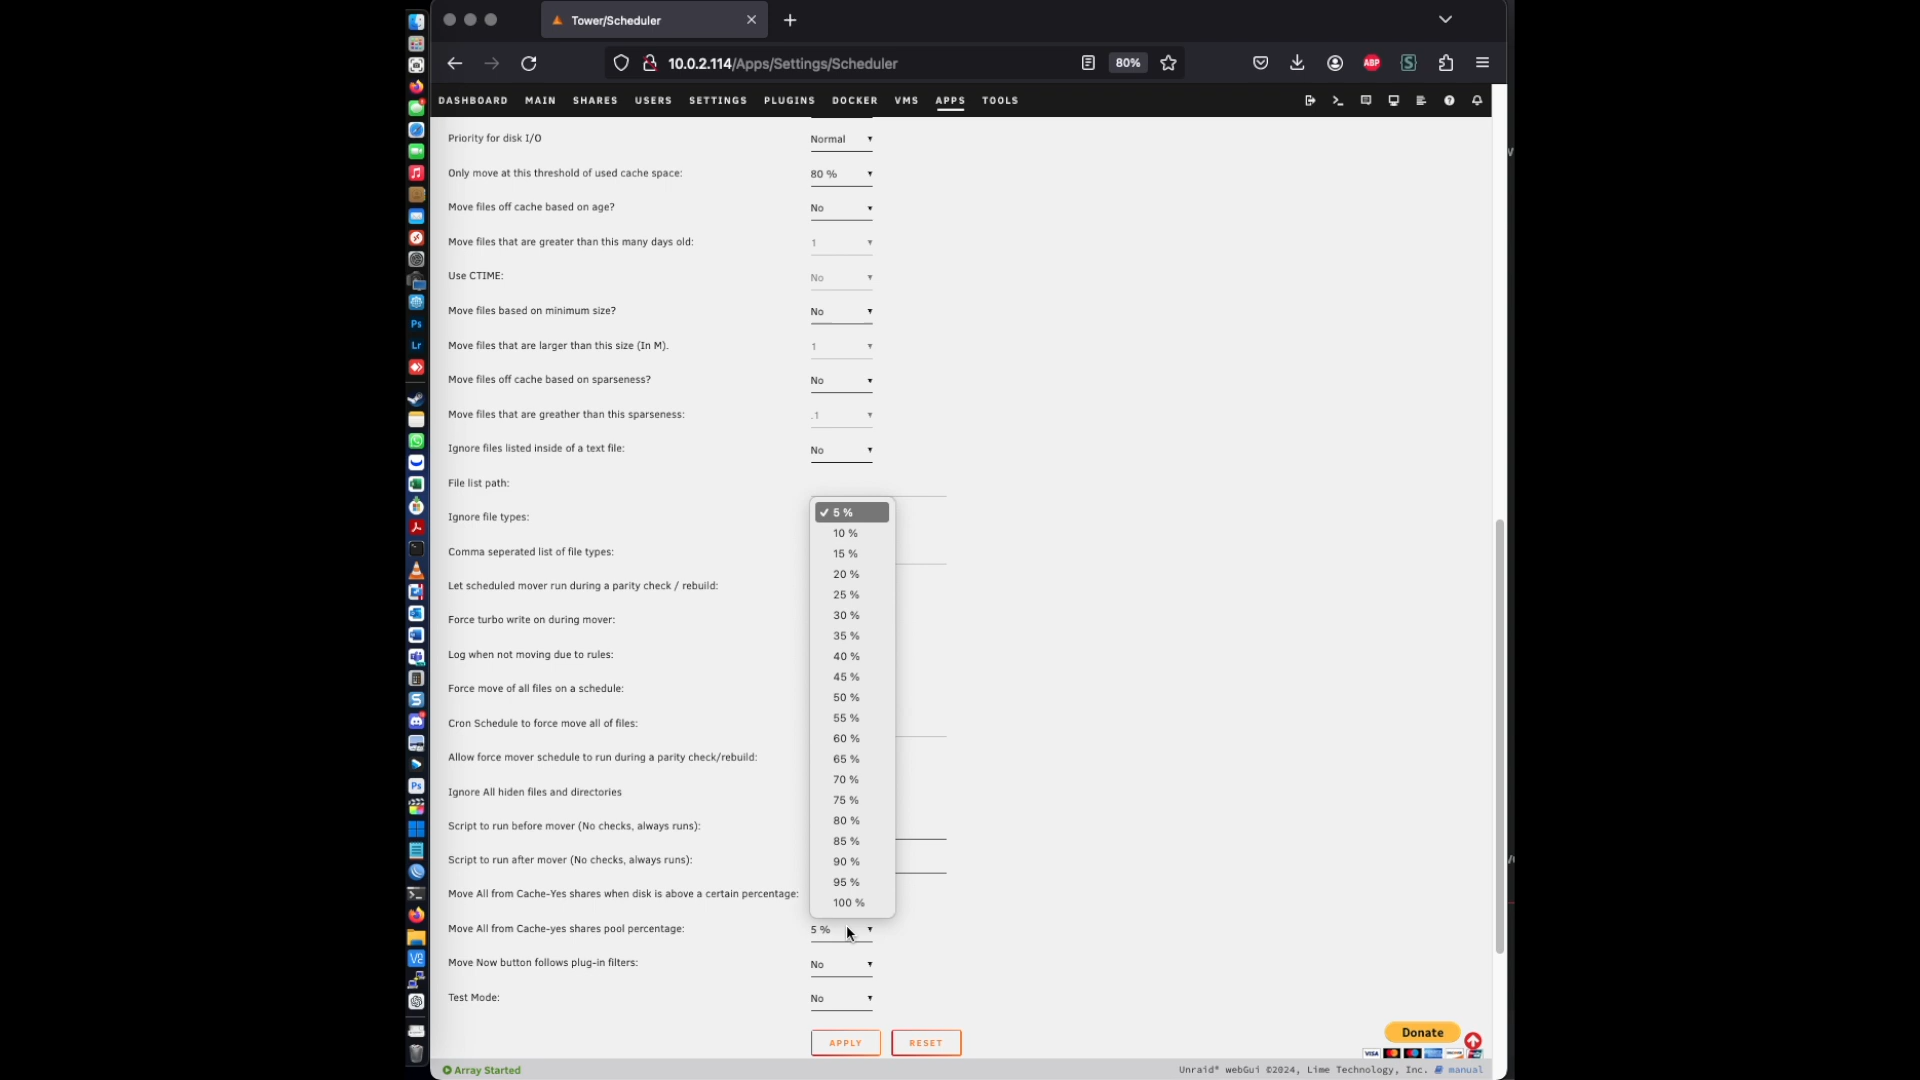 Tower/Scheduler
10.0.2.114/Apps/Settings/Scheduler
80%
ABP
DASHBOARD MAIN SHARES USERS SETTINGS PLUGINS DOCKER VMS APPS TOOLS
Priority for disk I/O Normal
Only move at this threshold of used cache space: 80 %
Move files off cache based on age? No
Move files that are greater than this many days old: 1
Use CTIME: No
Move files based on minimum size? No
Move files that are larger than this size (In M). 1
Move files off cache based on sparseness? No
Move files that are greather than this sparseness: .1
Ignore files listed inside of a text file: No
File list path:
Ignore file types:
Comma seperated list of file types:
Let scheduled mover run during a parity check / rebuild:
Force turbo write on during mover:
Log when not moving due to rules:
Force move of all files on a schedule:
Cron Schedule to force move all of files:
Allow force mover schedule to run during a parity check/rebuild:
Ignore All hiden files and directories
Script to run before mover (No checks, always runs):
Script to run after mover (No checks, always runs):
Move All from Cache-Yes shares when disk is above a certain percentage:
✓ 5 %
10 %
15 %
20 %
25 %
30 %
35 %
40 %
45 %
50 %
55 %
60 %
65 %
70 %
75 %
80 %
85 %
90 %
95 %
100 %
Move All from Cache-yes shares pool percentage: 5 %
Move Now button follows plug-in filters: No
Test Mode: No
APPLY RESET
Donate
VISA
Array Started
Unraid® webGui ©2024, Lime Technology, Inc. manual
Ps
Lr
Ps